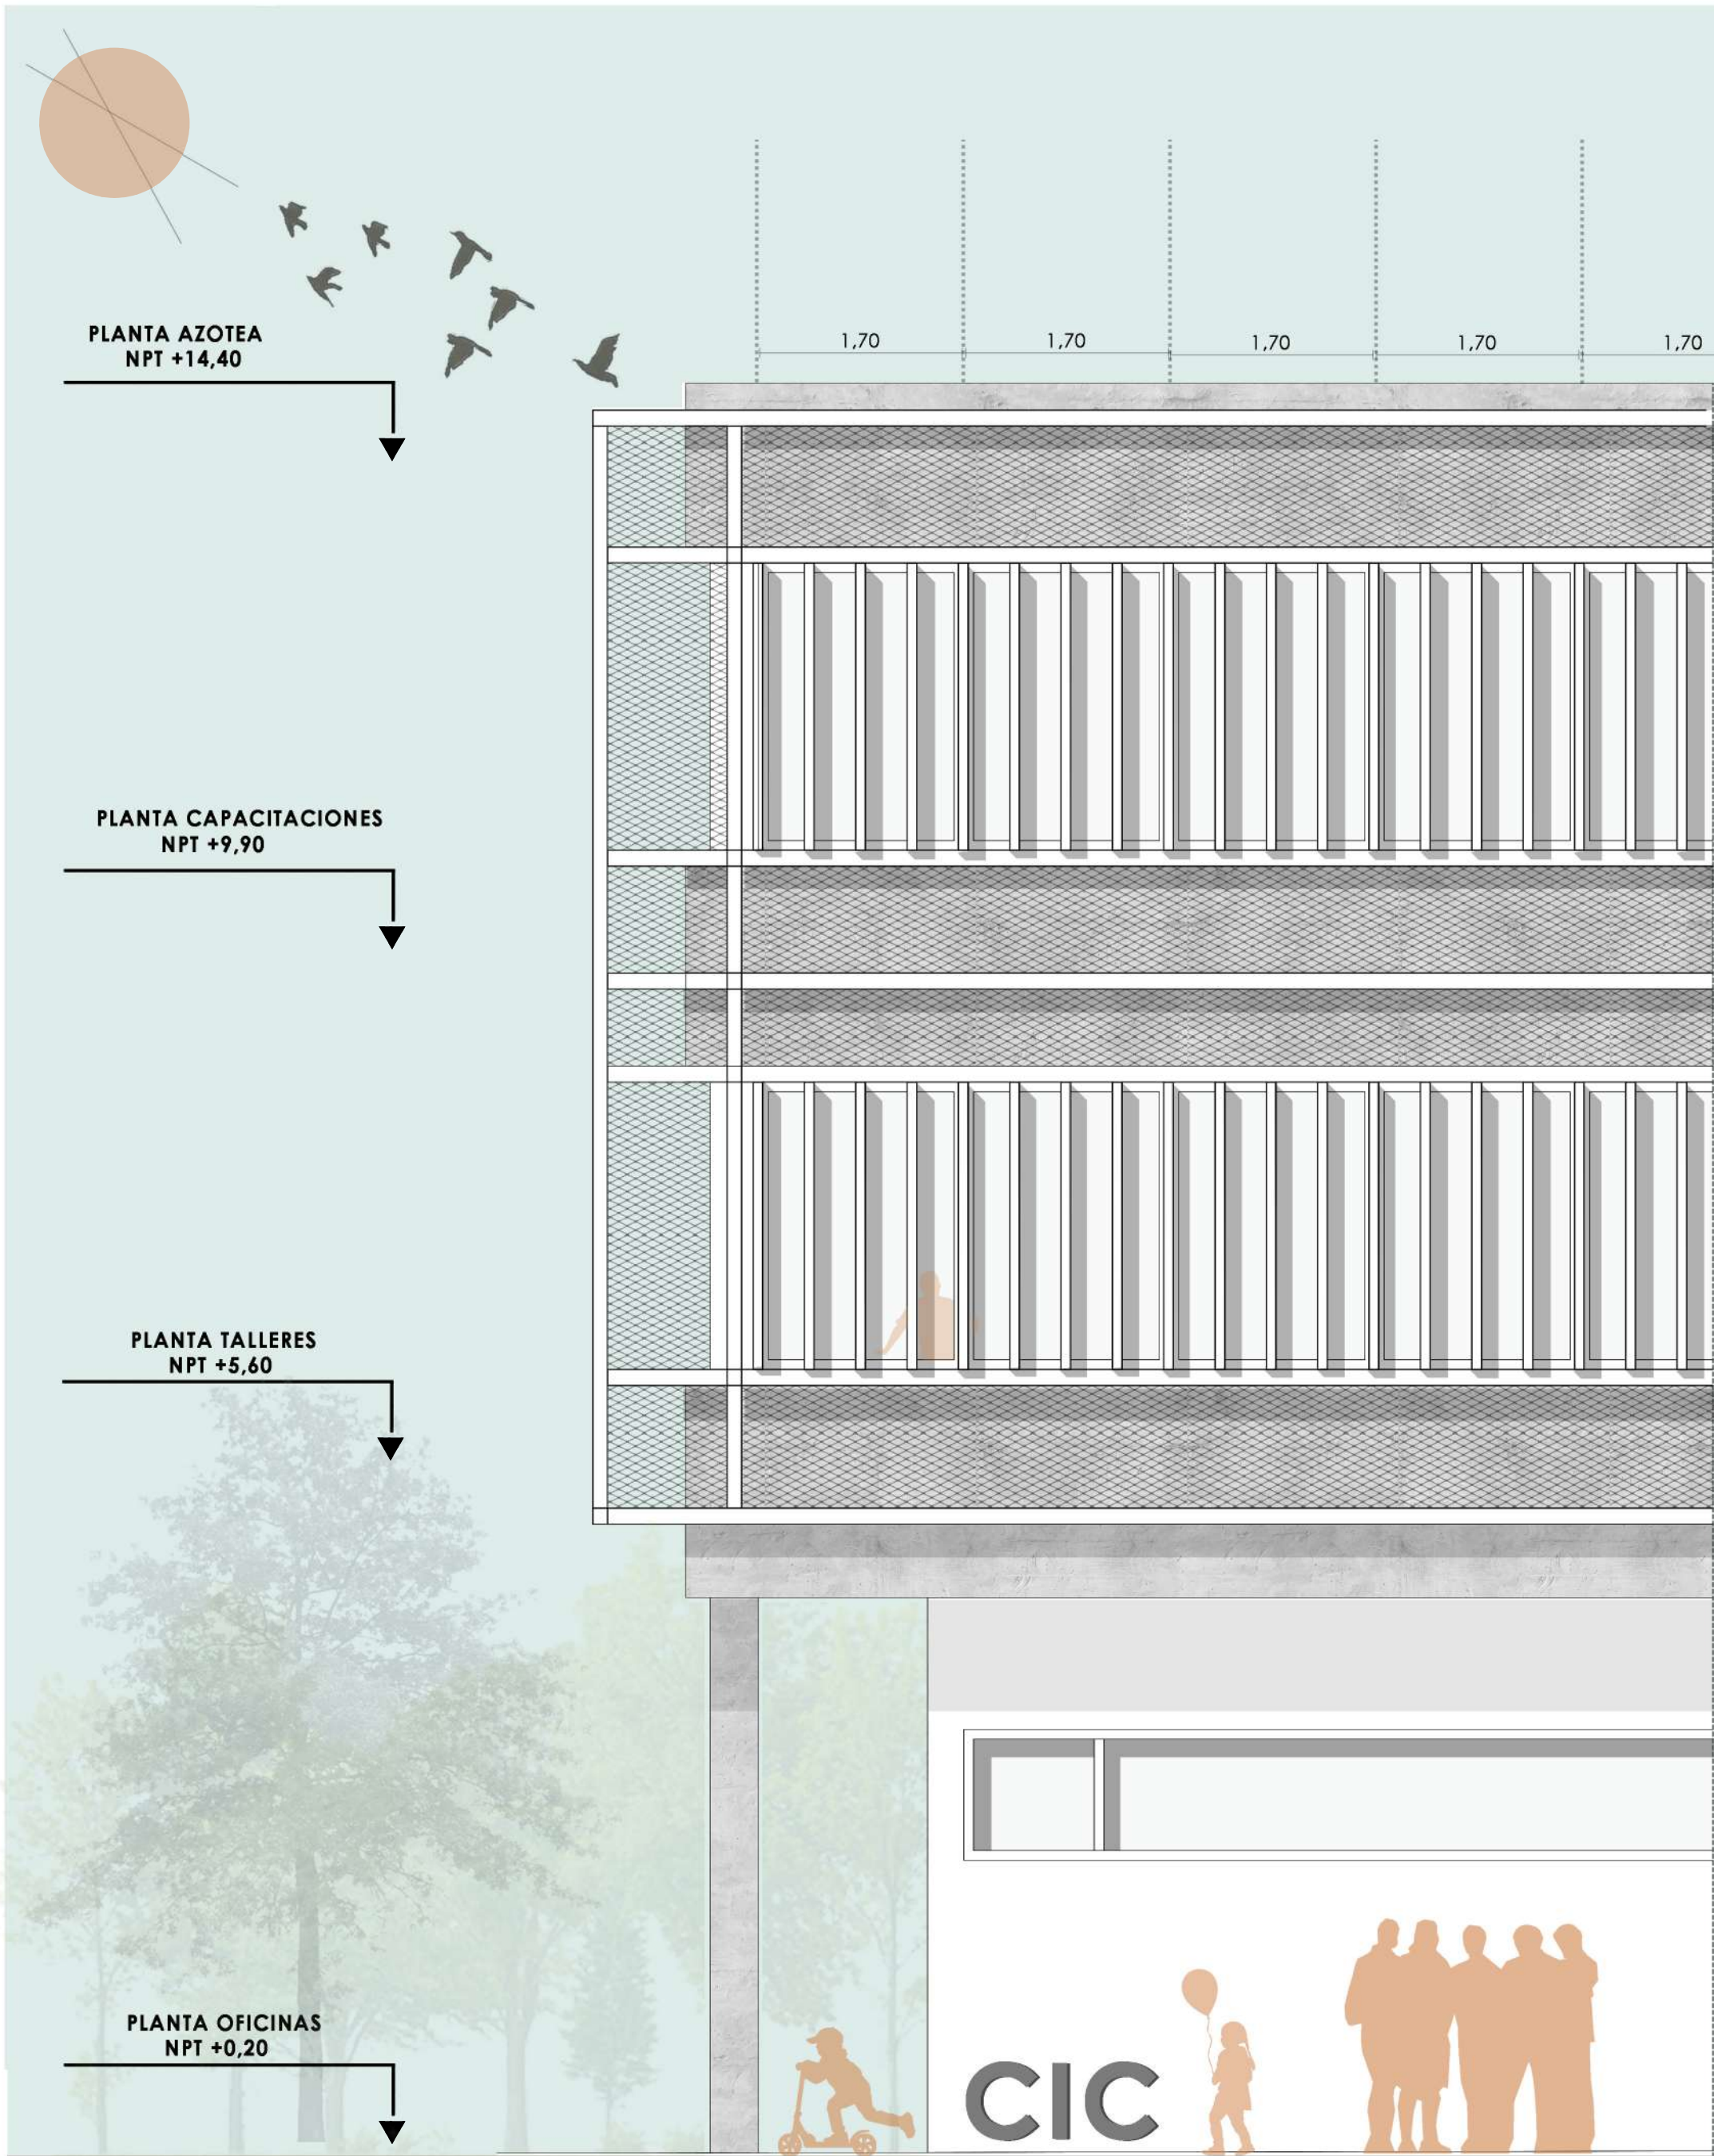 PLANTA AZOTEA
NPT +14,40
1,70
1,70
1,70
1,70
1,70
PLANTA CAPACITACIONES
NPT +9,90
PLANTA TALLERES
NPT +5,60
PLANTA OFICINAS
NPT +0,20
CIC